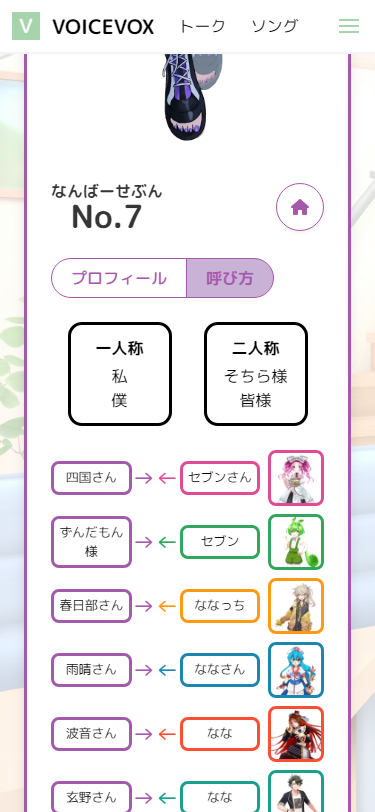 V VOICEVOX トーク ソング
なんばーせぶん
No.7
プロフィール 呼び方
一人称
私
僕
二人称
そちら様
皆様
四国さん セブンさん
ずんだもん
様
セブン
春日部さん ななっち
雨晴さん ななさん
波音さん なな
玄野さん なな